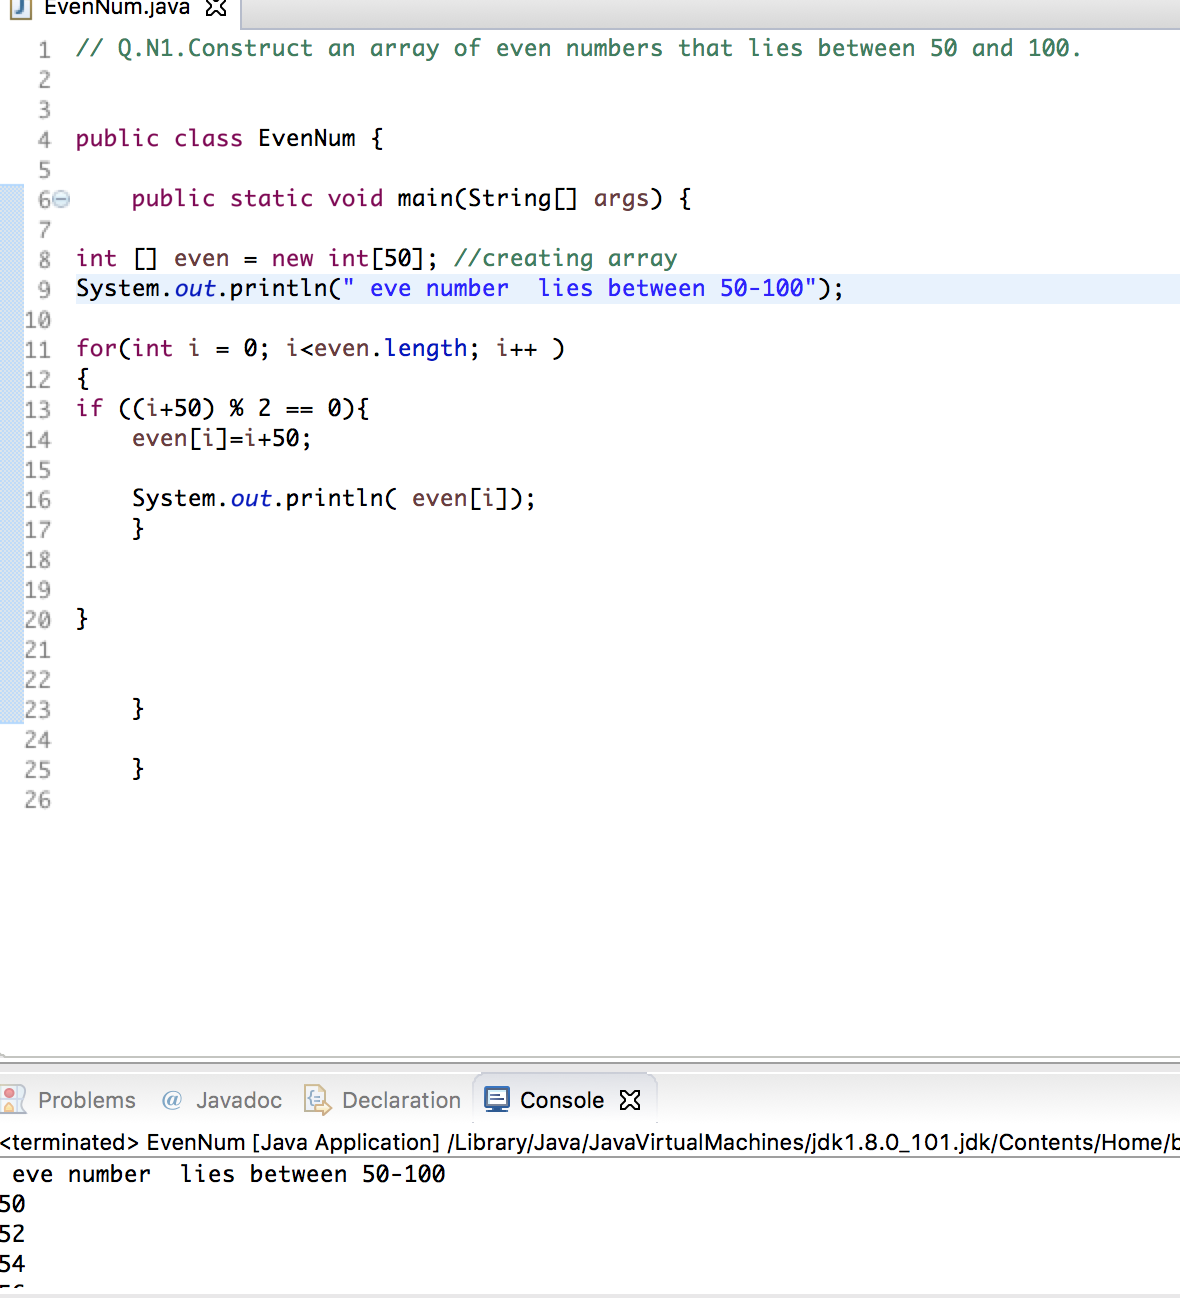 EvenNum.java
1 // Q.N1.Construct an array of even numbers that lies between 50 and 100.
2
3
4 public class EvenNum {
5
6 public static void main(String[] args) {
7
8 int [] even = new int[50]; //creating array
9 System.out.println(" eve number  lies between 50-100");
10
11 for(int i = 0; i<even.length; i++ )
12 {
13 if ((i+50) % 2 == 0){
14 even[i]=i+50;
15
16 System.out.println( even[i]);
17 }
18
19
20 }
21
22
23 }
24
25 }
26
Problems @ Javadoc Declaration Console
<terminated> EvenNum [Java Application] /Library/Java/JavaVirtualMachines/jdk1.8.0_101.jdk/Contents/Home/b
eve number  lies between 50-100
50
52
54